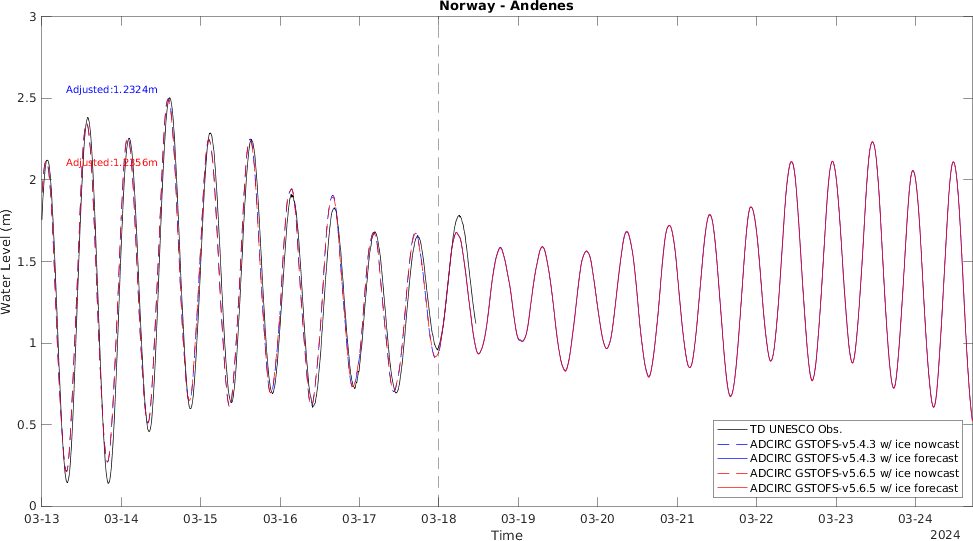 Norway - Andenes
3
2.5
2
1.5
1
0.5
0
Water Level (m)
Adjusted:1.2324m
Adjusted:1.2356m
03-13 03-14 03-15 03-16 03-17 03-18 03-19 03-20 03-21 03-22 03-23 03-24
Time
2024
TD UNESCO Obs.
ADCIRC GSTOFS-v5.4.3 w/ ice nowcast
ADCIRC GSTOFS-v5.4.3 w/ ice forecast
ADCIRC GSTOFS-v5.6.5 w/ ice nowcast
ADCIRC GSTOFS-v5.6.5 w/ ice forecast